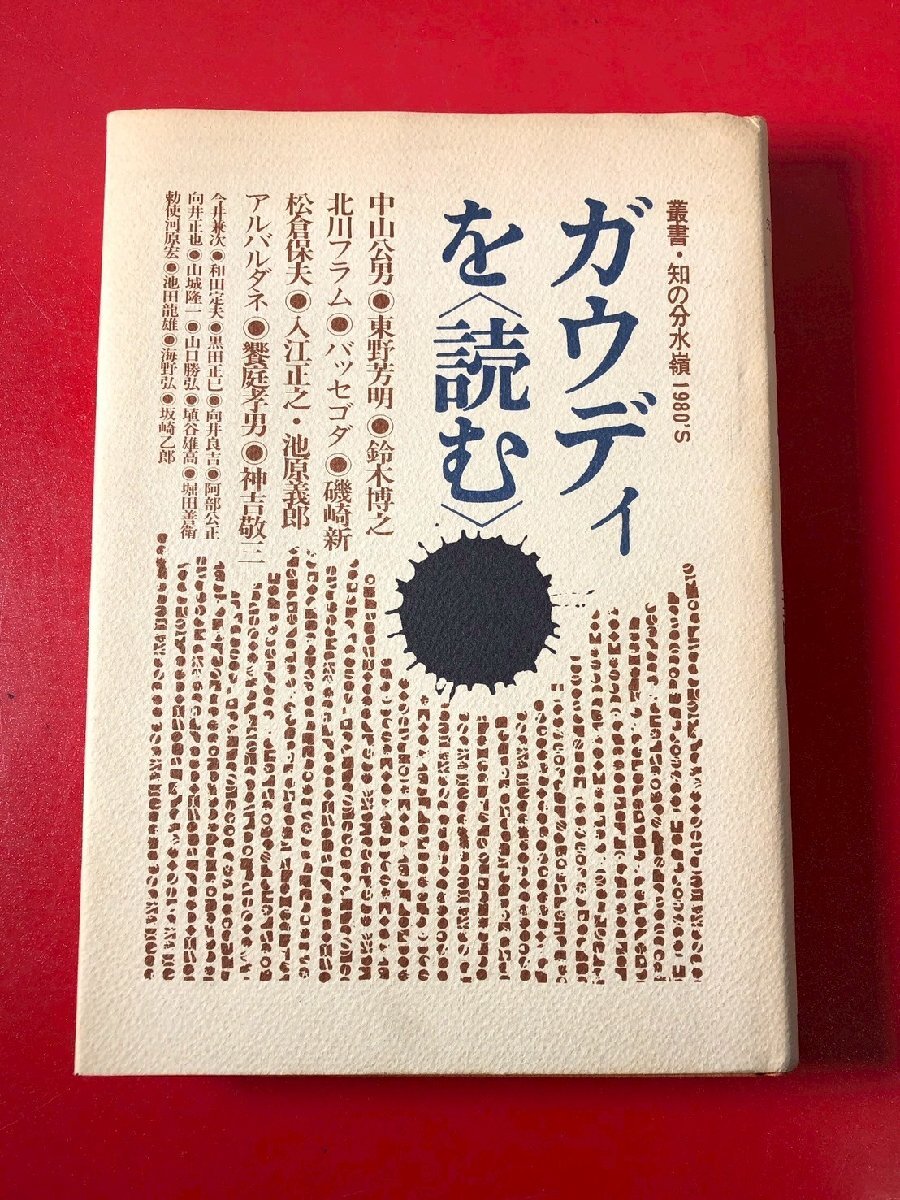 叢書・知の分水嶺1980'S
ガウディ
を〈読む〉
中山公男◉東野芳明◉鈴木博之
北川フラム◉バッセゴダ◉磯崎新
松倉保夫◉入江正之・池原義郎
アルバルダネ◉饗庭孝男◉神吉敬三
今井兼次◉和田定夫◉黒田正巳◉向井良吉◉阿部公正
向井正也◉山城隆一◉山口勝弘◉埴谷雄高◉堀田善衛
勅使河原宏◉池田龍雄◉海野弘◉坂崎乙郎